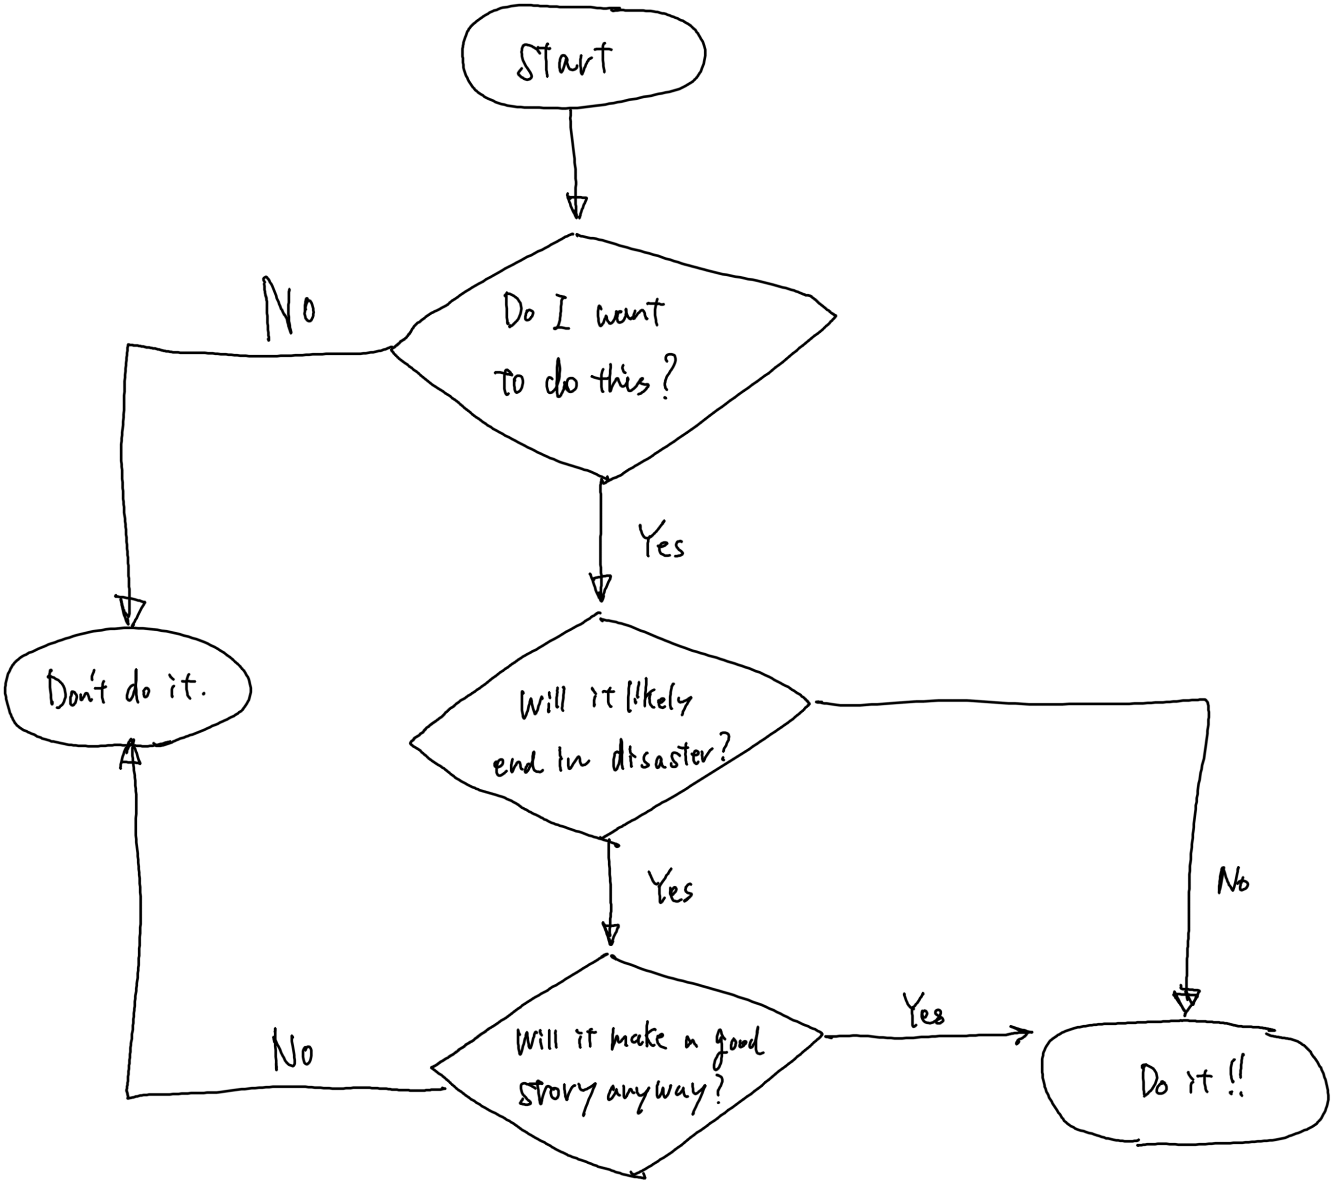 Start
No
Do I want
to do this?
Yes
Don't do it.
Will it likely
end in disaster?
No
Yes
Yes
Will it make a good
story anyway?
No
Do it!!